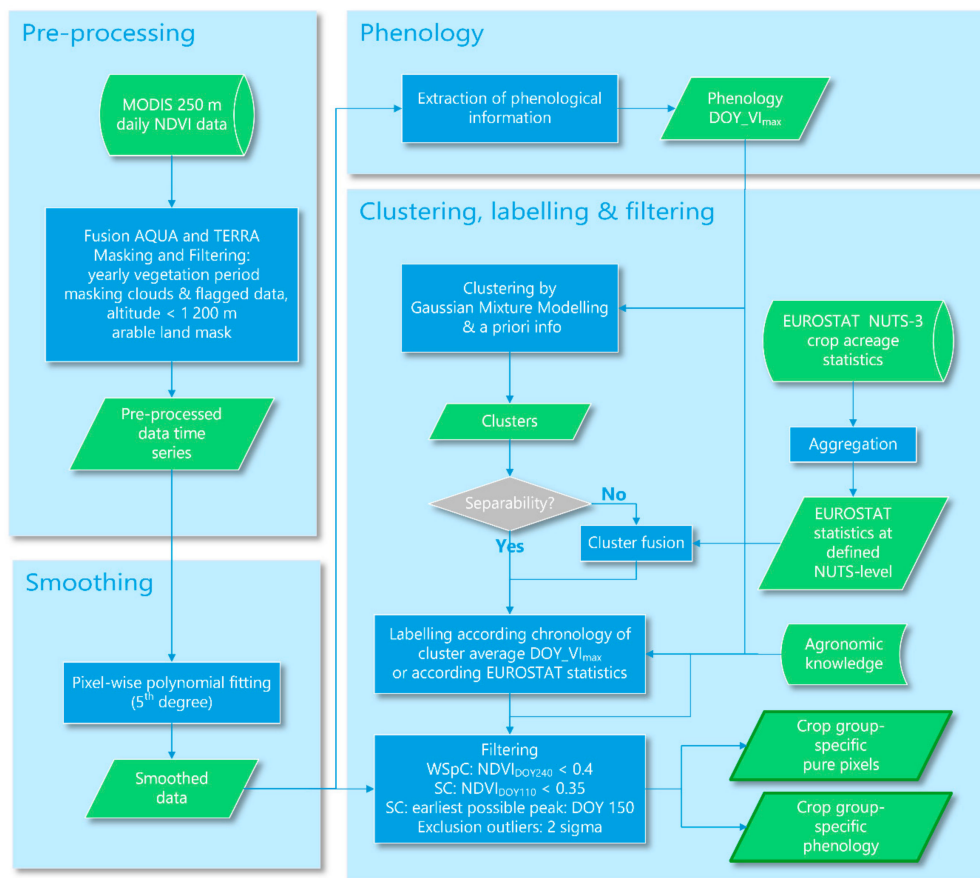 Pre-processing
MODIS 250 m
daily NDVI data
Fusion AQUA and TERRA
Masking and Filtering:
yearly vegetation period
masking clouds & flagged data,
altitude < 1 200 m
arable land mask
Pre-processed
data time
series
Smoothing
Pixel-wise polynomial fitting
(5th degree)
Smoothed
data
Phenology
Extraction of phenological
information
Phenology
DOY_VImax
Clustering, labelling & filtering
Clustering by
Gaussian Mixture Modelling
& a priori info
Clusters
Separability?
No
Yes
Cluster fusion
EUROSTAT NUTS-3
crop acreage
statistics
Aggregation
EUROSTAT
statistics at
defined
NUTS-level
Labelling according chronology of
cluster average DOY_VImax
or according EUROSTAT statistics
Agronomic
knowledge
Filtering
WSpC: NDVIDOY240 < 0.4
SC: NDVIDOY110 < 0.35
SC: earliest possible peak: DOY 150
Exclusion outliers: 2 sigma
Crop group-
specific
pure pixels
Crop group-
specific
phenology